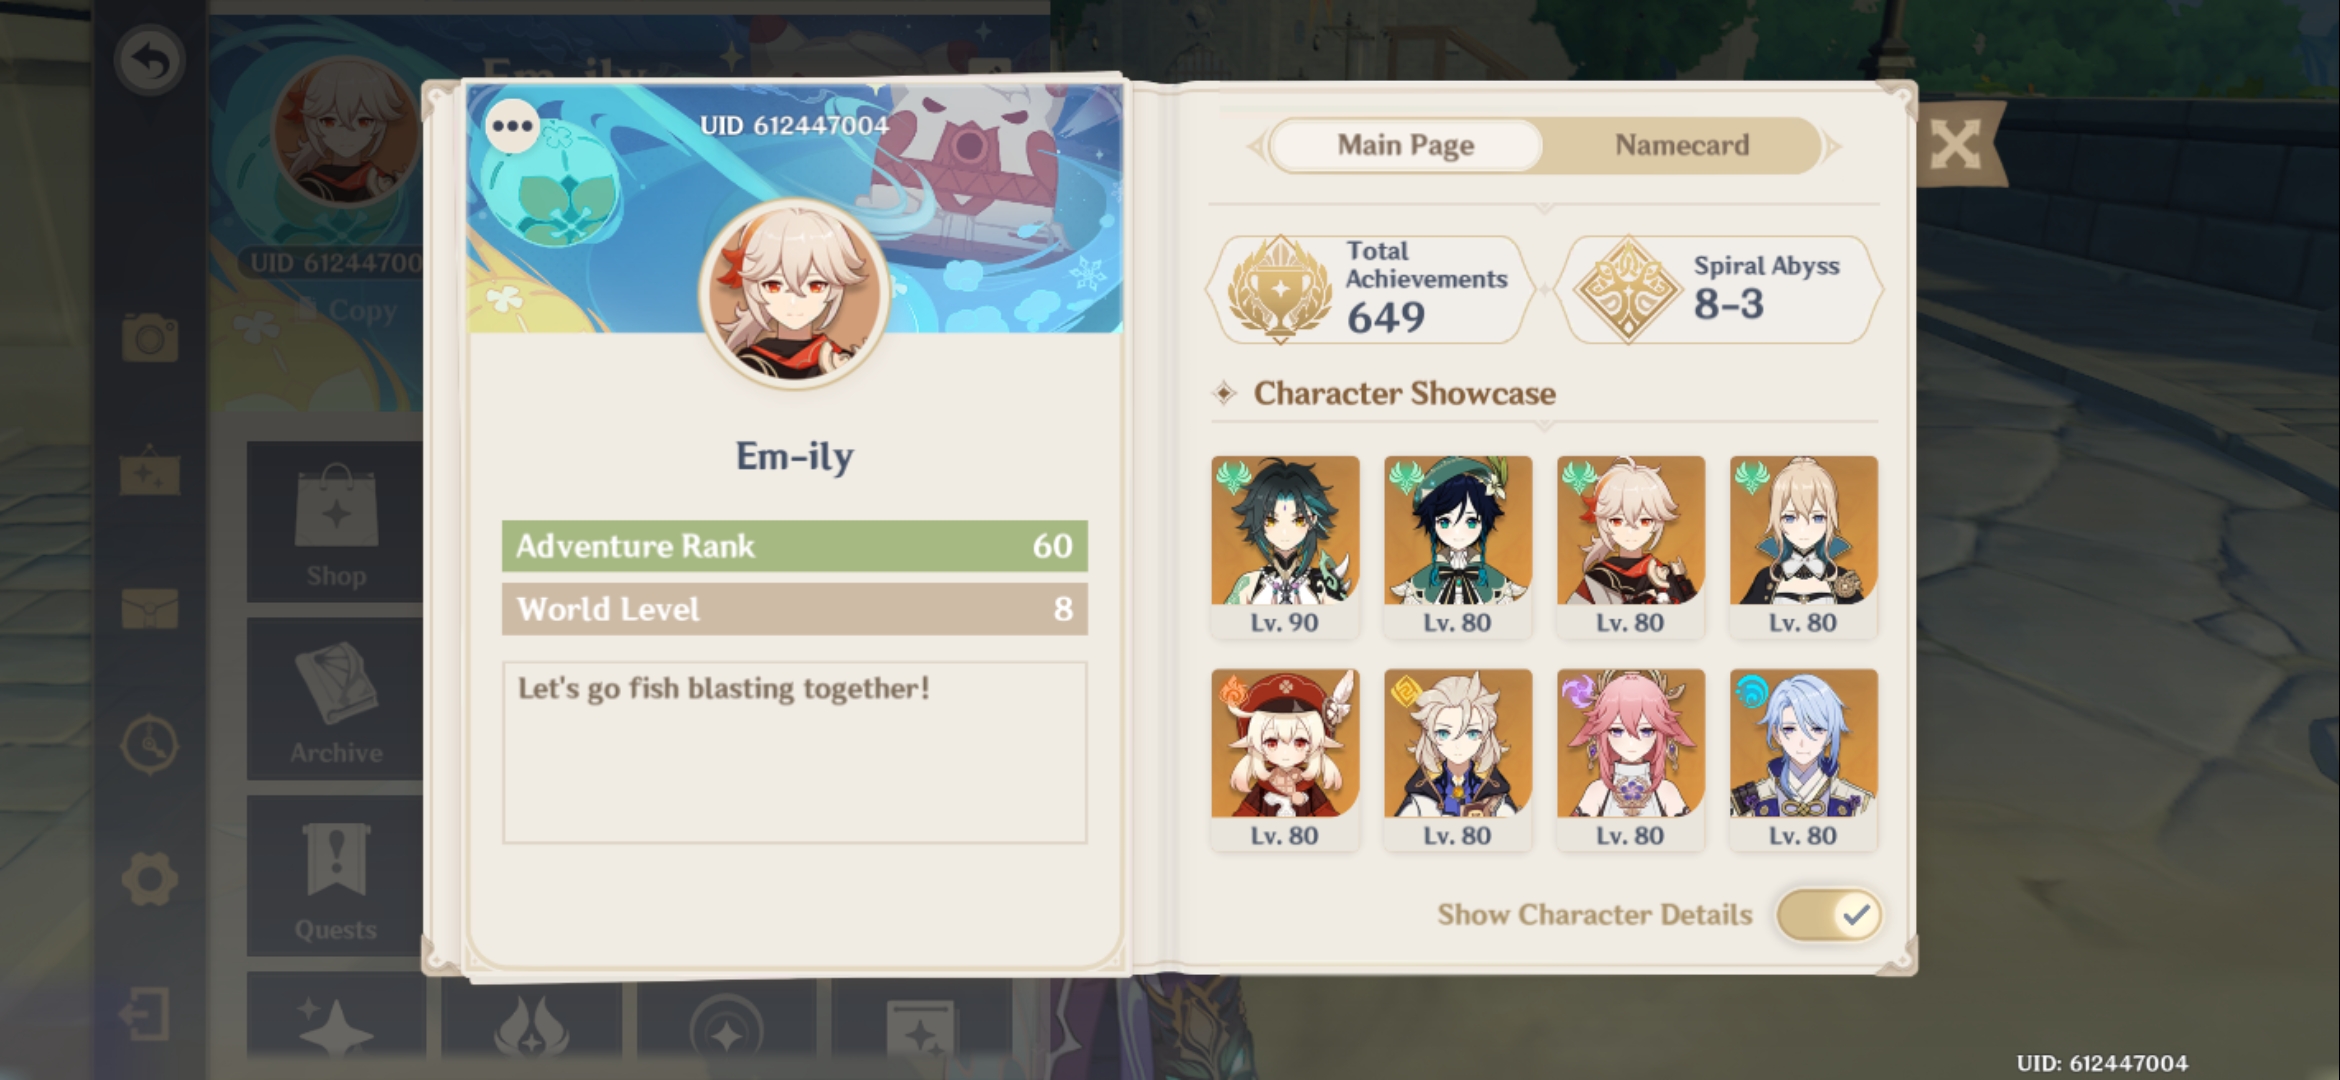 Em-ily
UID 61244700
Copy
Shop
Archive
Quests
UID 612447004
Em-ily
Adventure Rank 60
World Level 8
Let's go fish blasting together!
Main Page Namecard
Total
Achievements
649
Spiral Abyss
8-3
Character Showcase
Lv. 90 Lv. 80 Lv. 80 Lv. 80
Lv. 80 Lv. 80 Lv. 80 Lv. 80
Show Character Details
UID: 612447004